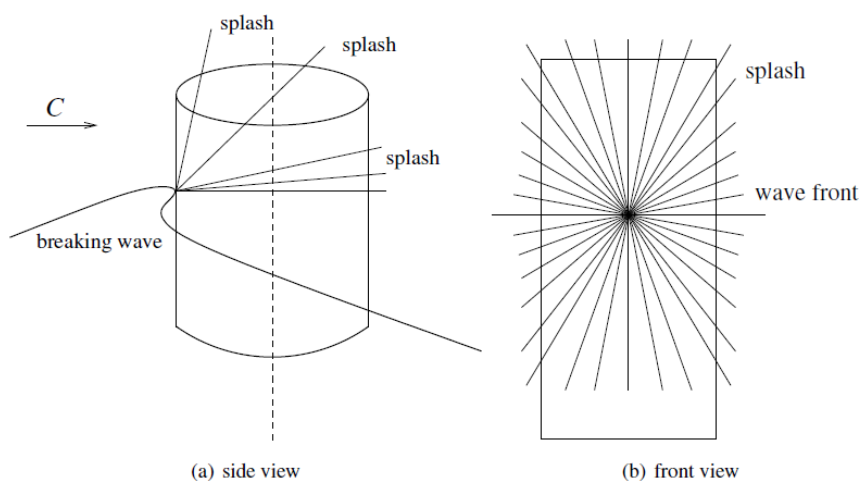 splash
splash
C
splash
breaking wave
(a) side view
splash
wave front
(b) front view